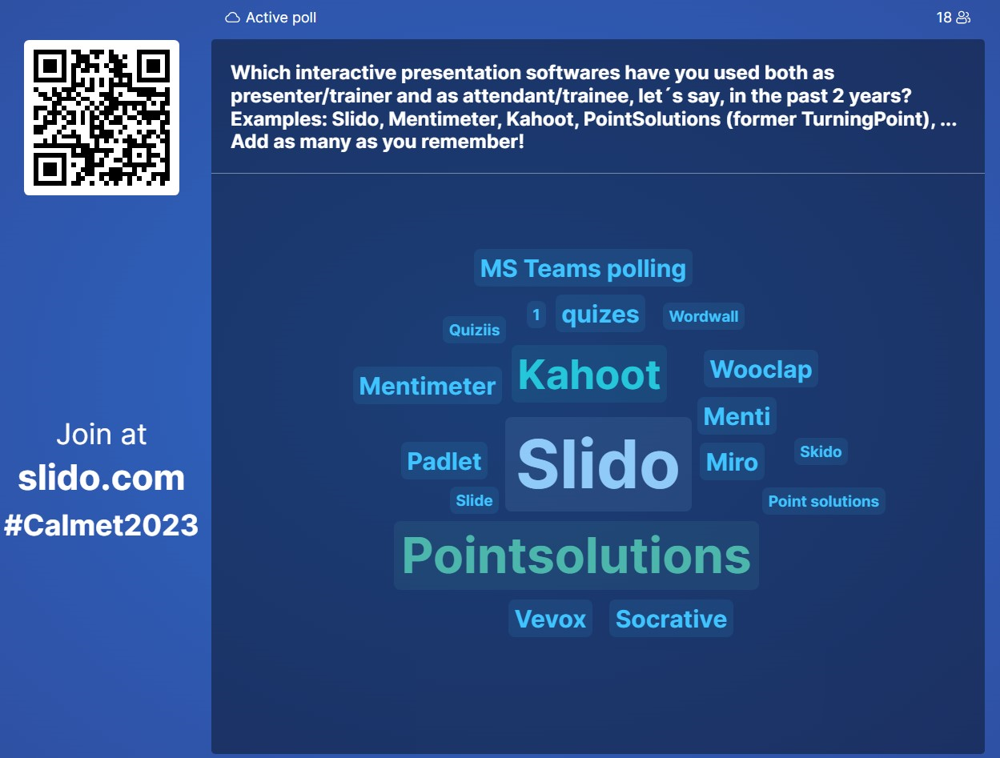 Active poll
18
Which interactive presentation softwares have you used both as
presenter/trainer and as attendant/trainee, let´s say, in the past 2 years?
Examples: Slido, Mentimeter, Kahoot, PointSolutions (former TurningPoint), ...
Add as many as you remember!
MS Teams polling
1 quizes Wordwall
Quiziis
Kahoot Wooclap
Mentimeter
Menti
Slido
Padlet Miro Skido
Slide Point solutions
Pointsolutions
Vevox Socrative
Join at
slido.com
#Calmet2023